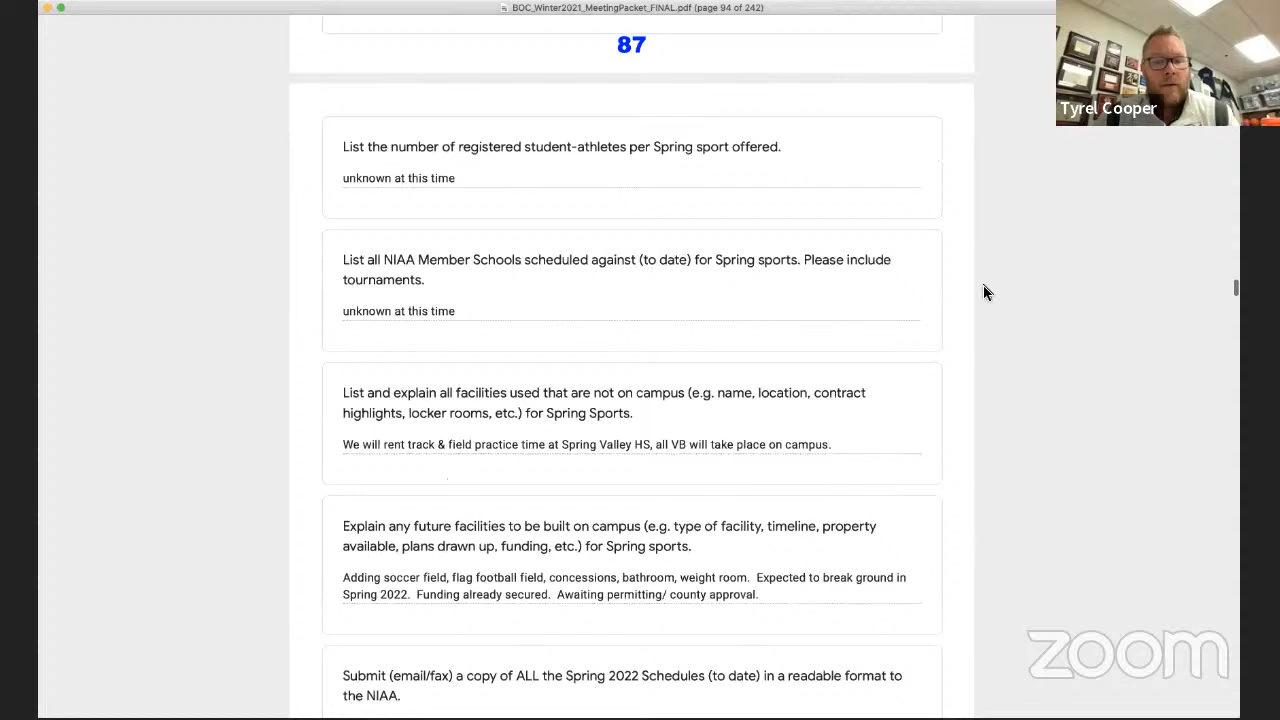 BOC_Winter2021_MeetingPacket_FINAL.pdf (page 94 of 242)
87
Tyrel Cooper
List the number of registered student-athletes per Spring sport offered.
unknown at this time
List all NIAA Member Schools scheduled against (to date) for Spring sports. Please include
tournaments.
unknown at this time
List and explain all facilities used that are not on campus (e.g. name, location, contract
highlights, locker rooms, etc.) for Spring Sports.
We will rent track & field practice time at Spring Valley HS, all VB will take place on campus.
Explain any future facilities to be built on campus (e.g. type of facility, timeline, property
available, plans drawn up, funding, etc.) for Spring sports.
Adding soccer field, flag football field, concessions, bathroom, weight room.  Expected to break ground in
Spring 2022.  Funding already secured.  Awaiting permitting/ county approval.
Submit (email/fax) a copy of ALL the Spring 2022 Schedules (to date) in a readable format to
the NIAA.
zoom